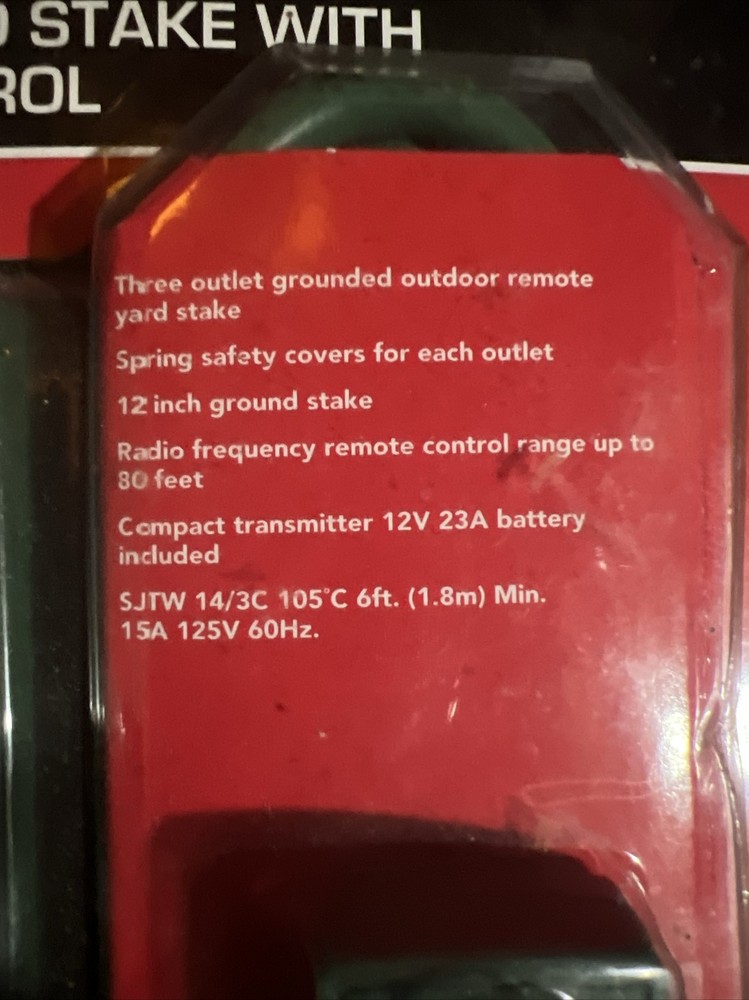 STAKE WITH
ROL
Three outlet grounded outdoor remote
yard stake
Spring safety covers for each outlet
12 inch ground stake
Radio frequency remote control range up to
80 feet
Compact transmitter 12V 23A battery
included
SJTW 14/3C 105°C 6ft. (1.8m) Min.
15A 125V 60Hz.